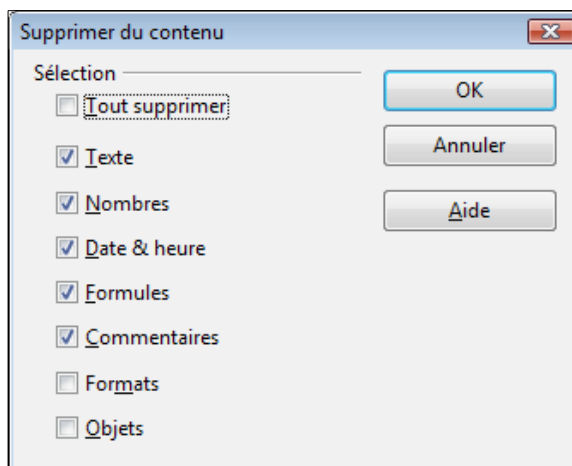 Supprimer du contenu
Sélection
Tout supprimer
Texte
Nombres
Date & heure
Formules
Commentaires
Formats
Objets
OK
Annuler
Aide